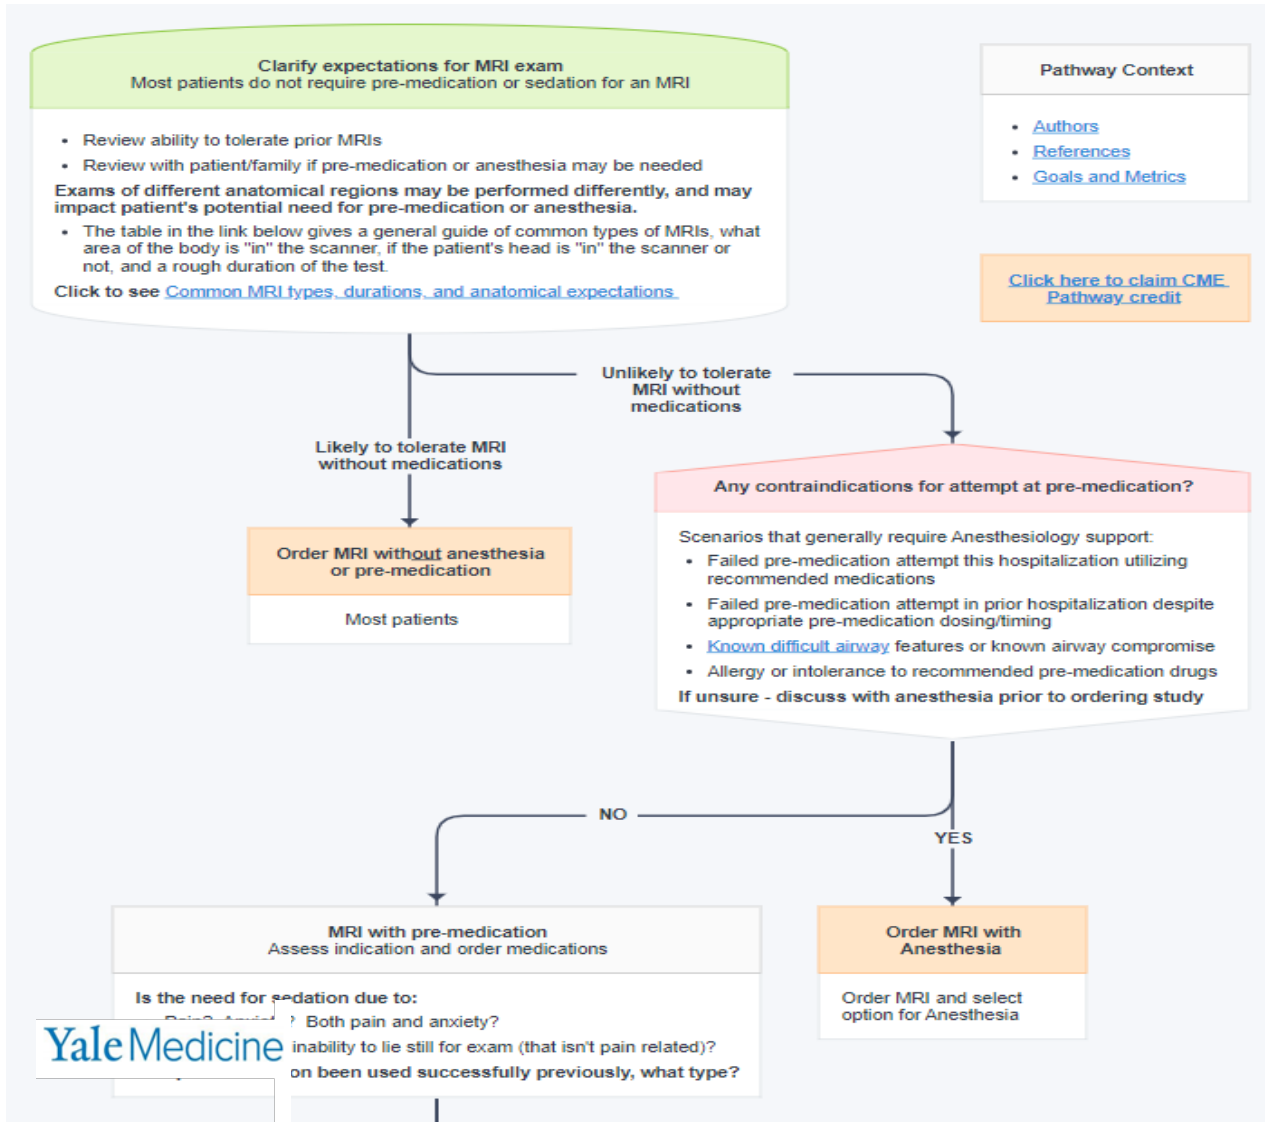 Clarify expectations for MRI exam
Most patients do not require pre-medication or sedation for an MRI
• Review ability to tolerate prior MRIs
• Review with patient/family if pre-medication or anesthesia may be needed
Exams of different anatomical regions may be performed differently, and may
impact patient's potential need for pre-medication or anesthesia.
• The table in the link below gives a general guide of common types of MRIs, what
area of the body is "in" the scanner, if the patient's head is "in" the scanner or
not, and a rough duration of the test.
Click to see Common MRI types, durations, and anatomical expectations
Pathway Context
• Authors
• References
• Goals and Metrics
Click here to claim CME
Pathway credit
Unlikely to tolerate
MRI without
medications
Likely to tolerate MRI
without medications
Order MRI without anesthesia
or pre-medication
Most patients
Any contraindications for attempt at pre-medication?
Scenarios that generally require Anesthesiology support:
• Failed pre-medication attempt this hospitalization utilizing
recommended medications
• Failed pre-medication attempt in prior hospitalization despite
appropriate pre-medication dosing/timing
• Known difficult airway features or known airway compromise
• Allergy or intolerance to recommended pre-medication drugs
If unsure - discuss with anesthesia prior to ordering study
NO
YES
MRI with pre-medication
Assess indication and order medications
Is the need for sedation due to:
Pain? Anxiety? Both pain and anxiety?
inability to lie still for exam (that isn't pain related)?
on been used successfully previously, what type?
Order MRI with
Anesthesia
Order MRI and select
option for Anesthesia
Yale Medicine